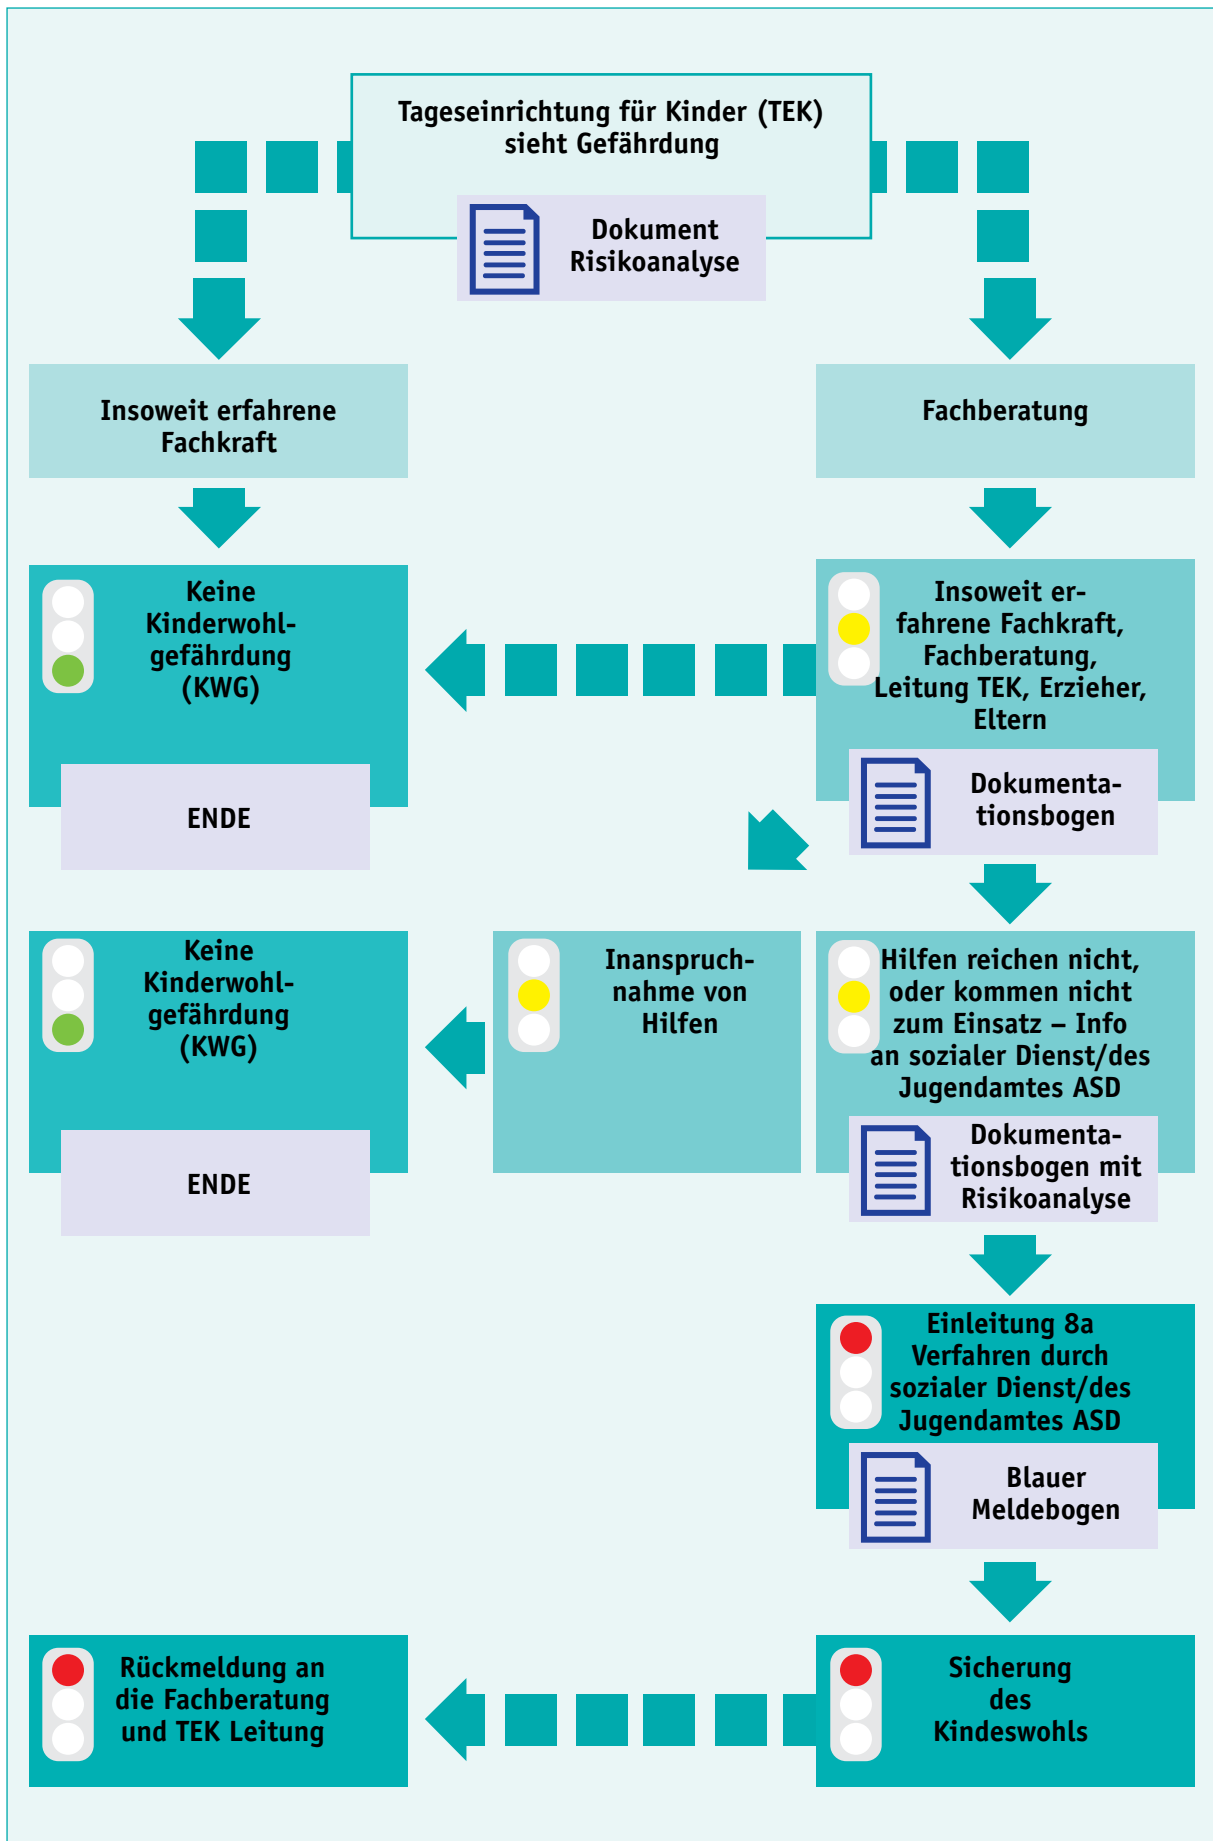 Tageseinrichtung für Kinder (TEK)
sieht Gefährdung
Dokument
Risikoanalyse
Insoweit erfahrene
Fachkraft
Fachberatung
Keine
Kinderwohl-
gefährdung
(KWG)
ENDE
Insoweit er-
fahrene Fachkraft,
Fachberatung,
Leitung TEK, Erzieher,
Eltern
Dokumenta-
tionsbogen
Keine
Kinderwohl-
gefährdung
(KWG)
ENDE
Inanspruch-
nahme von
Hilfen
Hilfen reichen nicht,
oder kommen nicht
zum Einsatz – Info
an sozialer Dienst/des
Jugendamtes ASD
Dokumenta-
tionsbogen mit
Risikoanalyse
Einleitung 8a
Verfahren durch
sozialer Dienst/des
Jugendamtes ASD
Blauer
Meldebogen
Rückmeldung an
die Fachberatung
und TEK Leitung
Sicherung
des
Kindeswohls